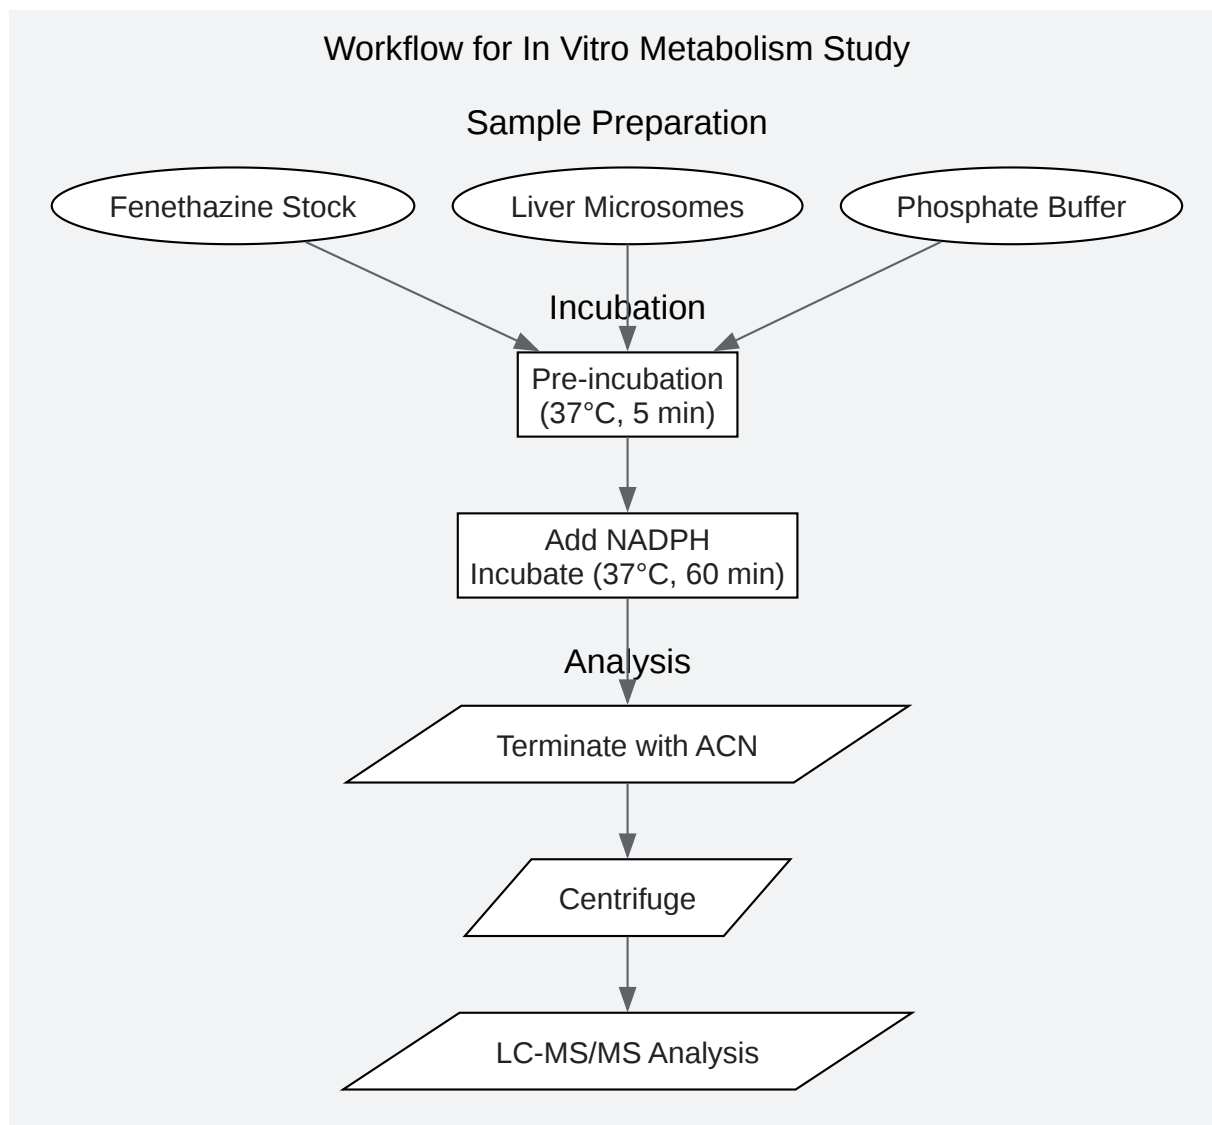 Workflow for In Vitro Metabolism Study
Sample Preparation
Fenethazine Stock
Liver Microsomes
Phosphate Buffer
Incubation
Pre-incubation
(37°C, 5 min)
Add NADPH
Incubate (37°C, 60 min)
Analysis
Terminate with ACN
Centrifuge
LC-MS/MS Analysis